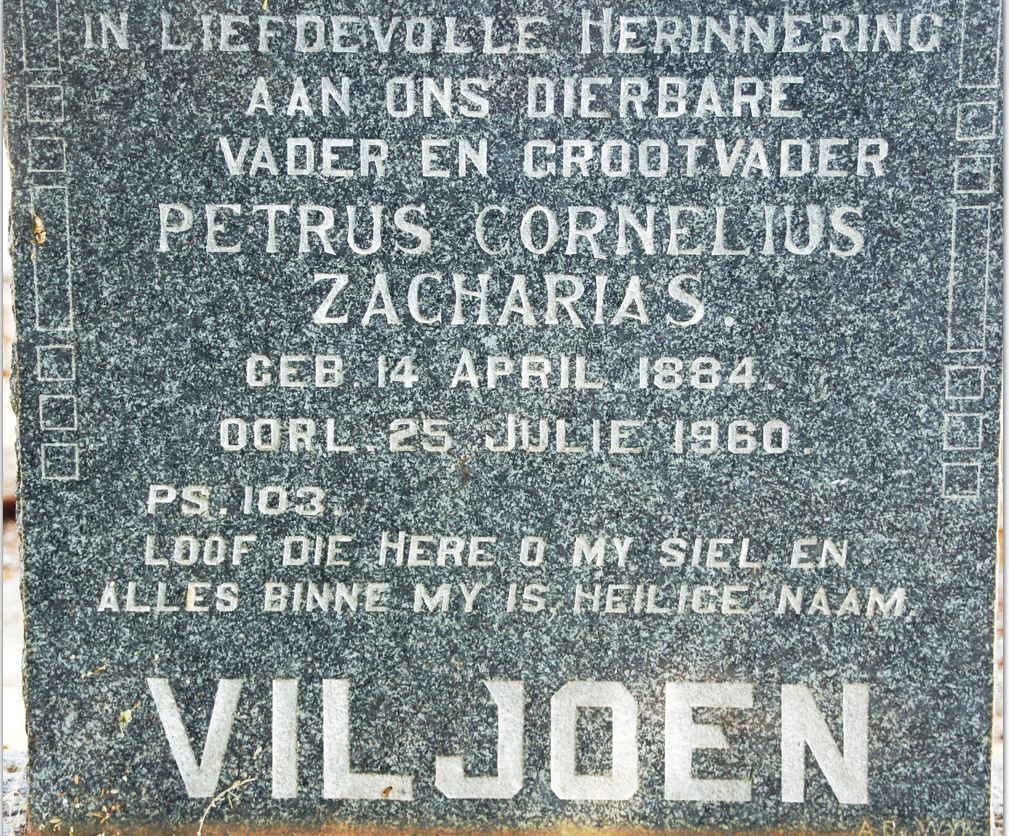 IN LIEFDEVOLLE HERINNERING
AAN ONS DIERBARE
VADER EN GROOTVADER
PETRUS CORNELIUS
ZACHARIAS.
GEB. 14 APRIL 1884.
OORL. 25 JULIE 1960.
PS. 103.
LOOF DIE HERE O MY SIEL EN
ALLES BINNE MY IS, HEILIGE NAAM.
VILJOEN